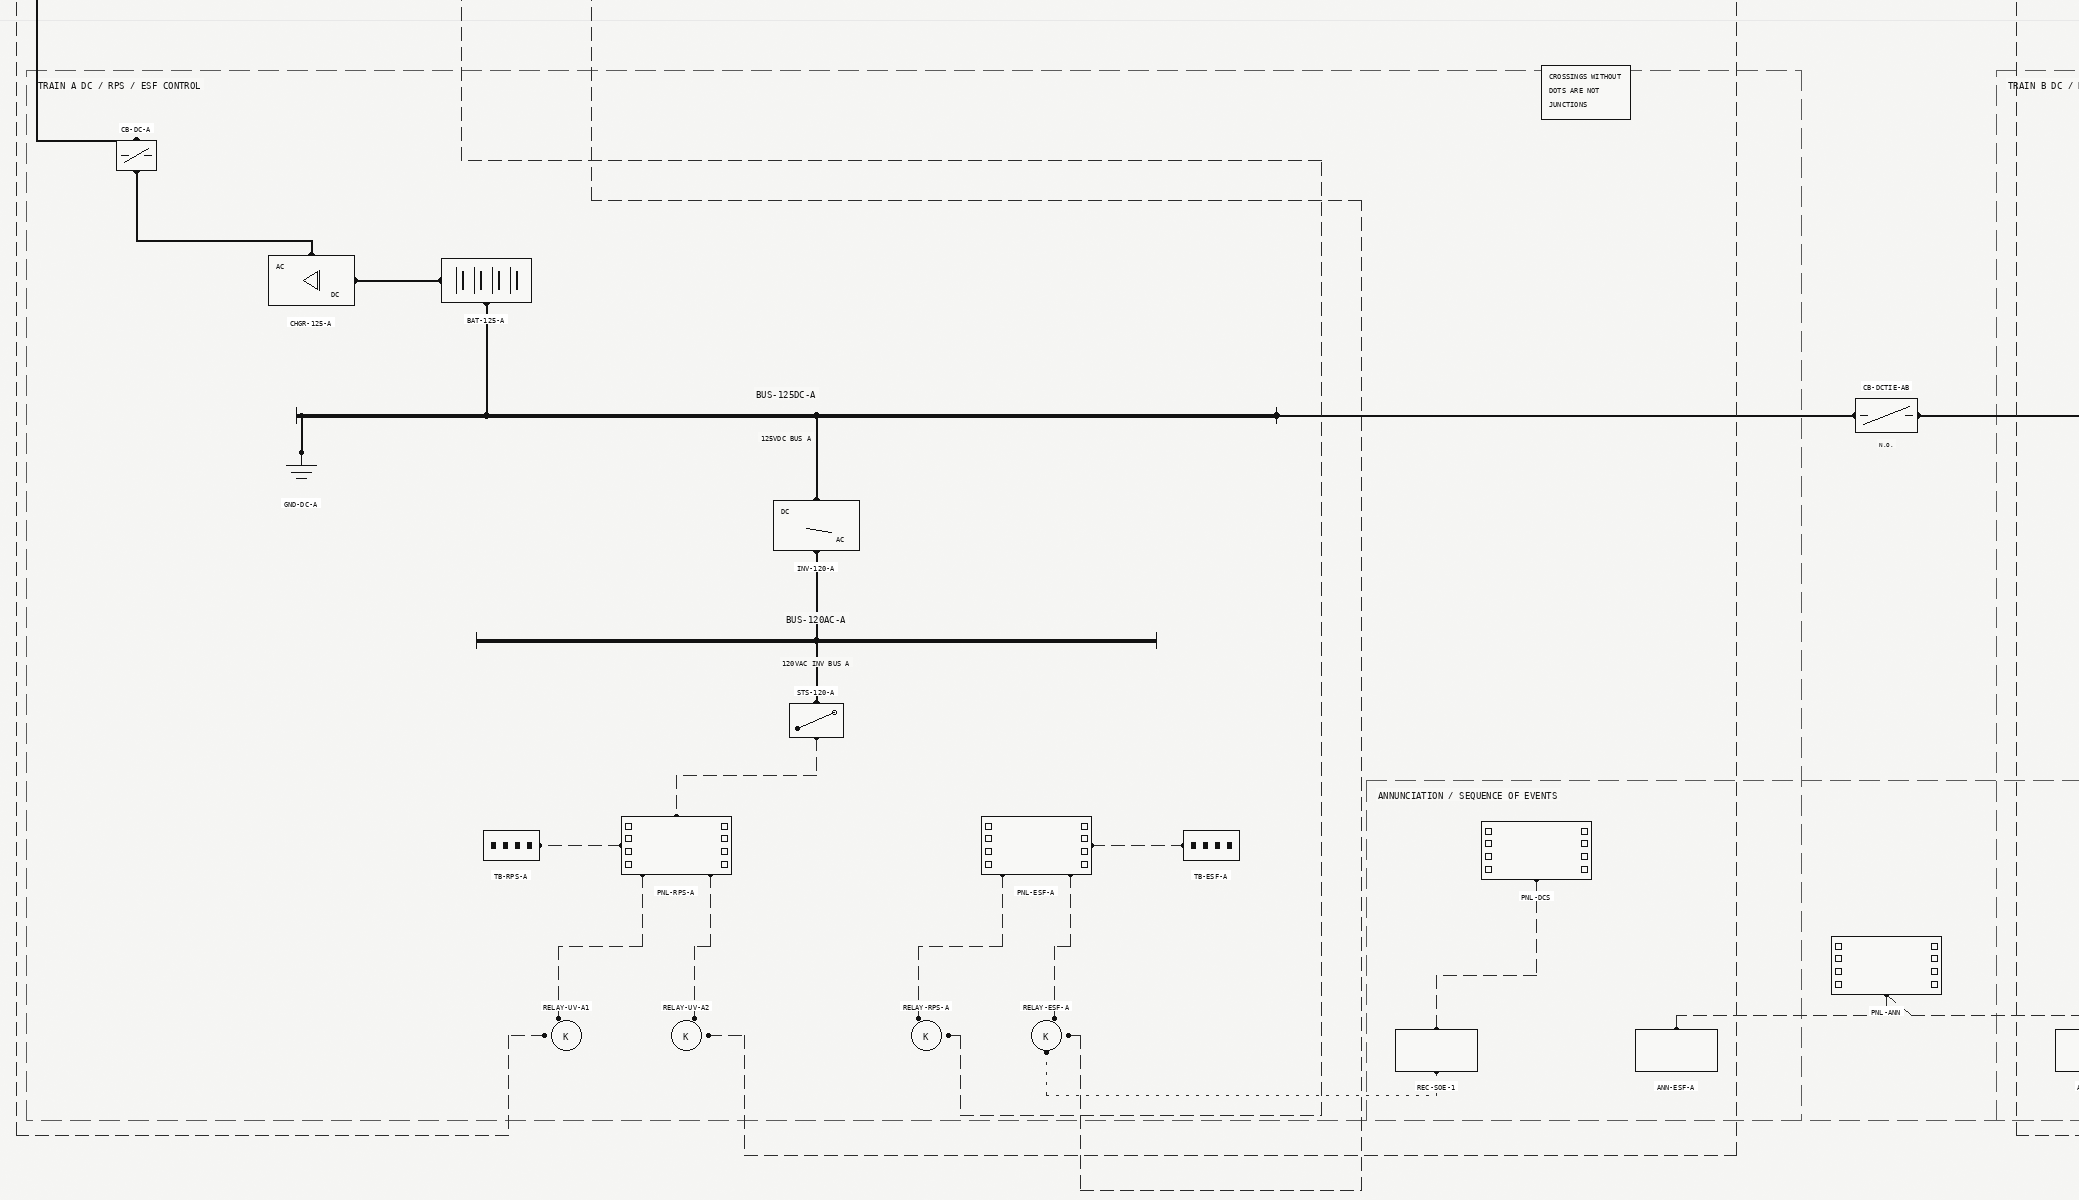 CROSSINGS WITHOUT
DOTS ARE NOT
JUNCTIONS
TRAIN A DC / RPS / ESF CONTROL
TRAIN B DC /
CB-DC-A
AC
DC
CHGR-125-A
BAT-125-A
BUS-125DC-A
CB-DCTIE-AB
125VDC BUS A
N.O.
GND-DC-A
DC
AC
INV-120-A
BUS-120AC-A
120VAC INV BUS A
STS-120-A
ANNUNCIATION / SEQUENCE OF EVENTS
TB-RPS-A
PNL-RPS-A
PNL-ESF-A
TB-ESF-A
PNL-DCS
RELAY-UV-A1
RELAY-UV-A2
RELAY-RPS-A
RELAY-ESF-A
PNL-ANN
K
K
K
K
REC-SOE-1
ANN-ESF-A